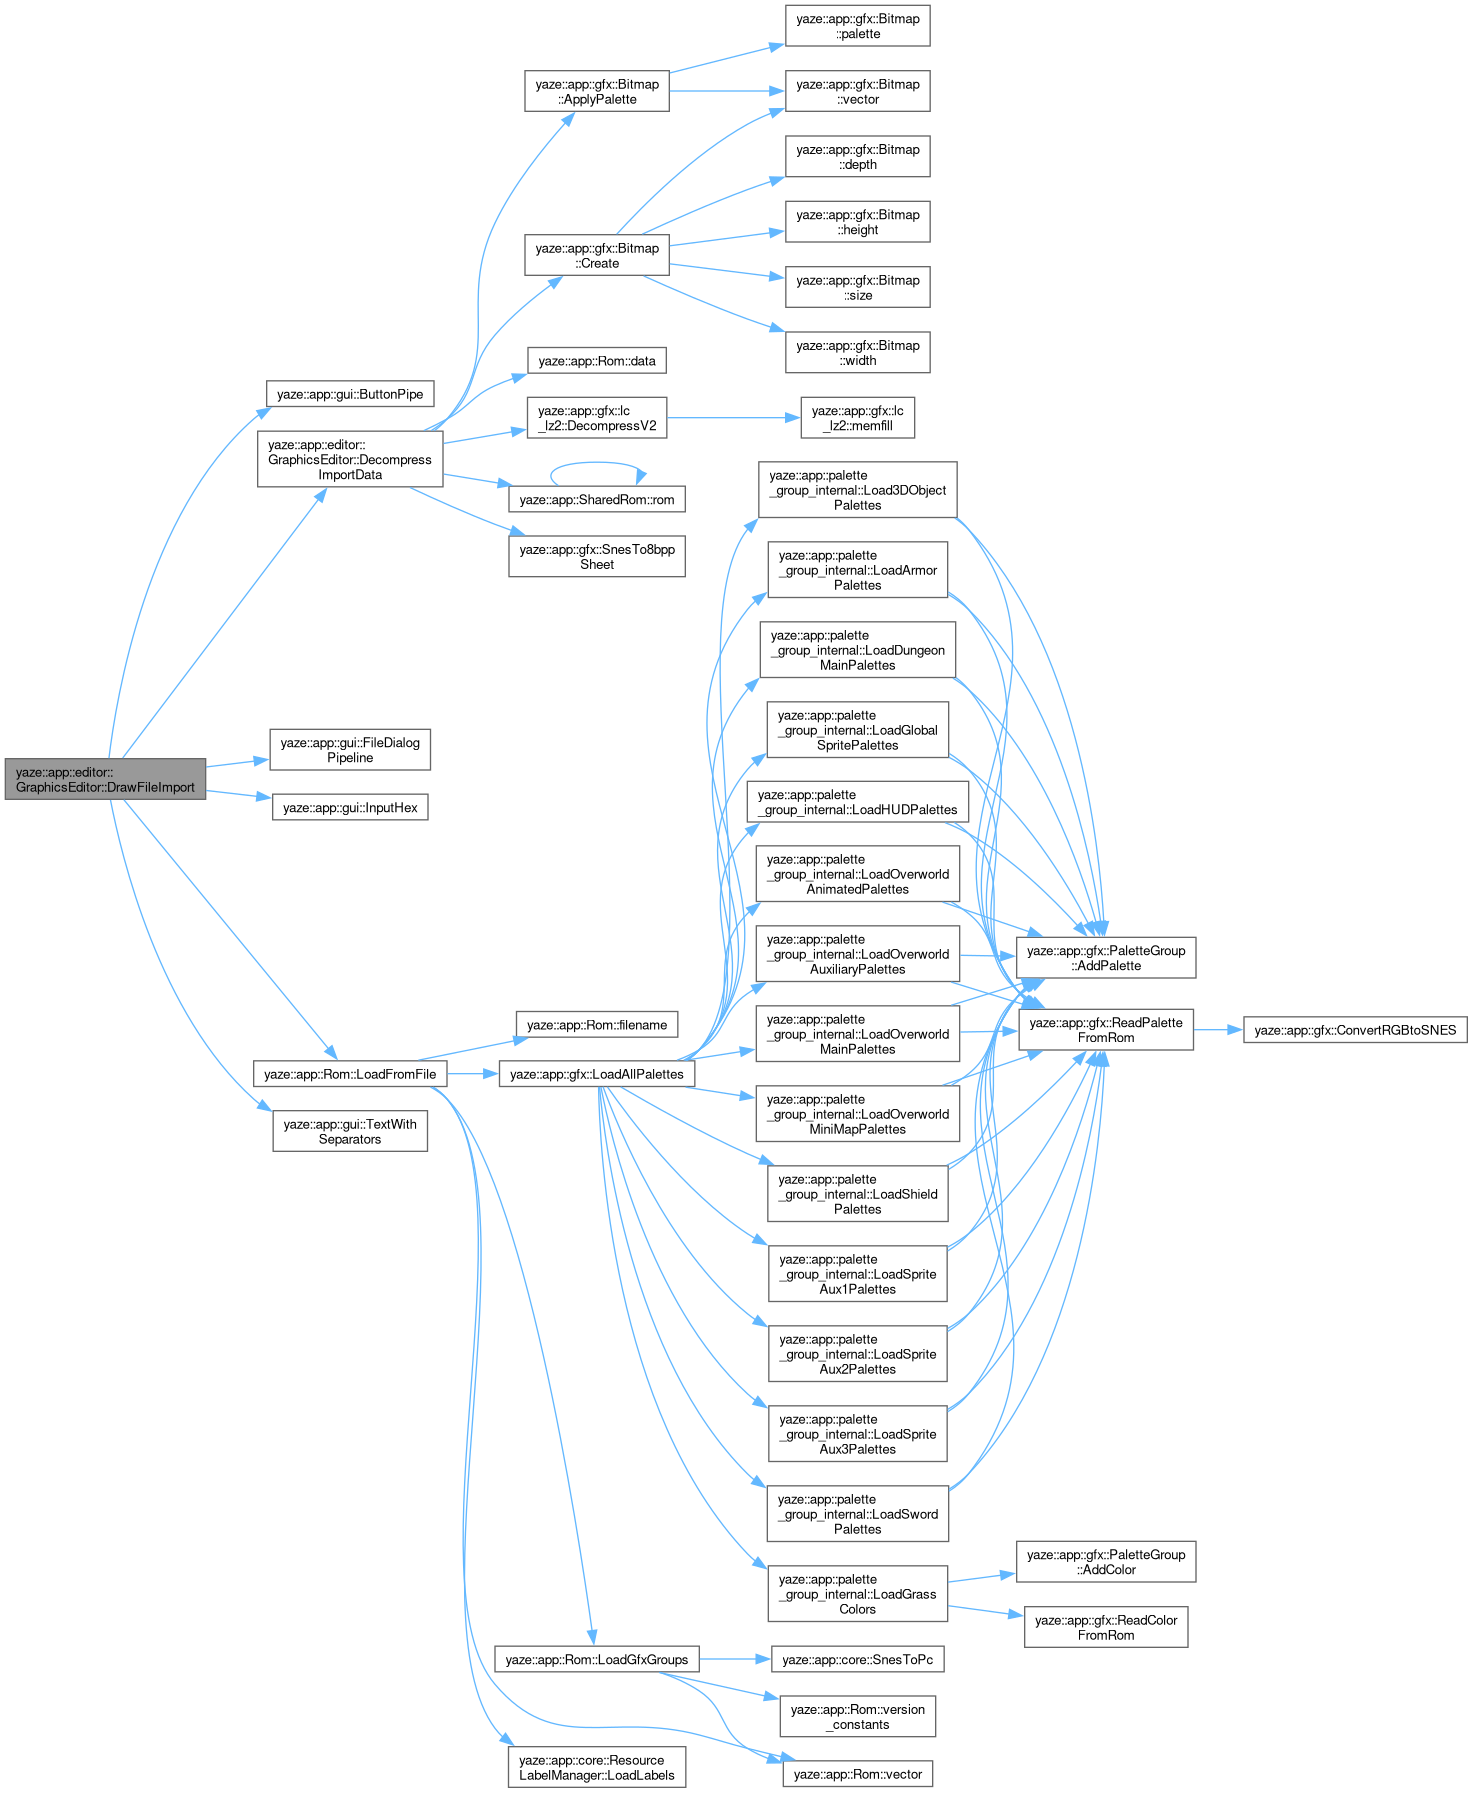 yaze::app::editor::
GraphicsEditor::DrawFileImport
yaze::app::gui::ButtonPipe
yaze::app::editor::
GraphicsEditor::Decompress
ImportData
yaze::app::gui::FileDialog
Pipeline
yaze::app::gui::InputHex
yaze::app::Rom::LoadFromFile
yaze::app::gui::TextWith
Separators
yaze::app::gfx::Bitmap
::ApplyPalette
yaze::app::gfx::Bitmap
::Create
yaze::app::Rom::data
yaze::app::gfx::lc
_lz2::DecompressV2
yaze::app::SharedRom::rom
yaze::app::gfx::SnesTo8bpp
Sheet
yaze::app::Rom::filename
yaze::app::gfx::LoadAllPalettes
yaze::app::Rom::LoadGfxGroups
yaze::app::core::Resource
LabelManager::LoadLabels
yaze::app::gfx::Bitmap
::palette
yaze::app::gfx::Bitmap
::vector
yaze::app::gfx::Bitmap
::depth
yaze::app::gfx::Bitmap
::height
yaze::app::gfx::Bitmap
::size
yaze::app::gfx::Bitmap
::width
yaze::app::gfx::lc
_lz2::memfill
yaze::app::palette
_group_internal::Load3DObject
Palettes
yaze::app::palette
_group_internal::LoadArmor
Palettes
yaze::app::palette
_group_internal::LoadDungeon
MainPalettes
yaze::app::palette
_group_internal::LoadGlobal
SpritePalettes
yaze::app::palette
_group_internal::LoadHUDPalettes
yaze::app::palette
_group_internal::LoadOverworld
AnimatedPalettes
yaze::app::palette
_group_internal::LoadOverworld
AuxiliaryPalettes
yaze::app::palette
_group_internal::LoadOverworld
MainPalettes
yaze::app::palette
_group_internal::LoadOverworld
MiniMapPalettes
yaze::app::palette
_group_internal::LoadShield
Palettes
yaze::app::palette
_group_internal::LoadSprite
Aux1Palettes
yaze::app::palette
_group_internal::LoadSprite
Aux2Palettes
yaze::app::palette
_group_internal::LoadSprite
Aux3Palettes
yaze::app::palette
_group_internal::LoadSword
Palettes
yaze::app::palette
_group_internal::LoadGrass
Colors
yaze::app::core::SnesToPc
yaze::app::Rom::version
_constants
yaze::app::Rom::vector
yaze::app::gfx::PaletteGroup
::AddPalette
yaze::app::gfx::ReadPalette
FromRom
yaze::app::gfx::PaletteGroup
::AddColor
yaze::app::gfx::ReadColor
FromRom
yaze::app::gfx::ConvertRGBtoSNES